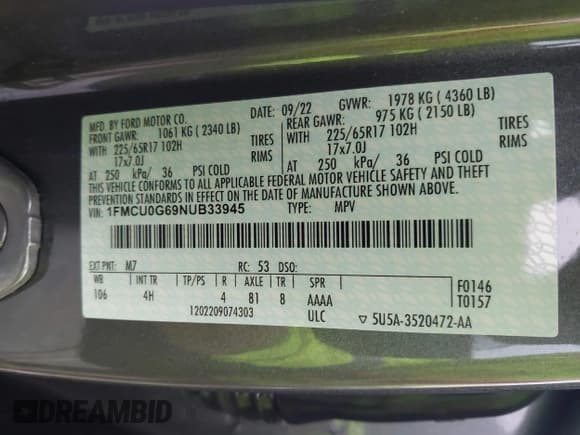 MFD. BY FORD MOTOR CO. DATE: 09/22 GVWR: 1978 KG ( 4360 LB)
FRONT GAWR: 1061 KG ( 2340 LB) REAR GAWR: 975 KG ( 2150 LB)
WITH 225/65R17 102H TIRES WITH 225/65R17 102H TIRES
17x7.0J RIMS 17x7.0J RIMS
AT 250 kPa/ 36 PSI COLD AT 250 kPa/ 36 PSI COLD
THIS VEHICLE CONFORMS TO ALL APPLICABLE FEDERAL MOTOR VEHICLE SAFETY AND THEFT
PREVENTION STANDARDS IN EFFECT ON THE DATE OF MANUFACTURE SHOWN ABOVE.
VIN: 1FMCU0G69NUB33945 TYPE: MPV
EXT PNT: M7 RC: 53 DSO:
WB INT TR TP/PS R AXLE TR SPR F0146
106 4H 4 81 8 AAAA T0157
1202209074303 ULC ▽ 5U5A-3520472-AA
DREAMBID